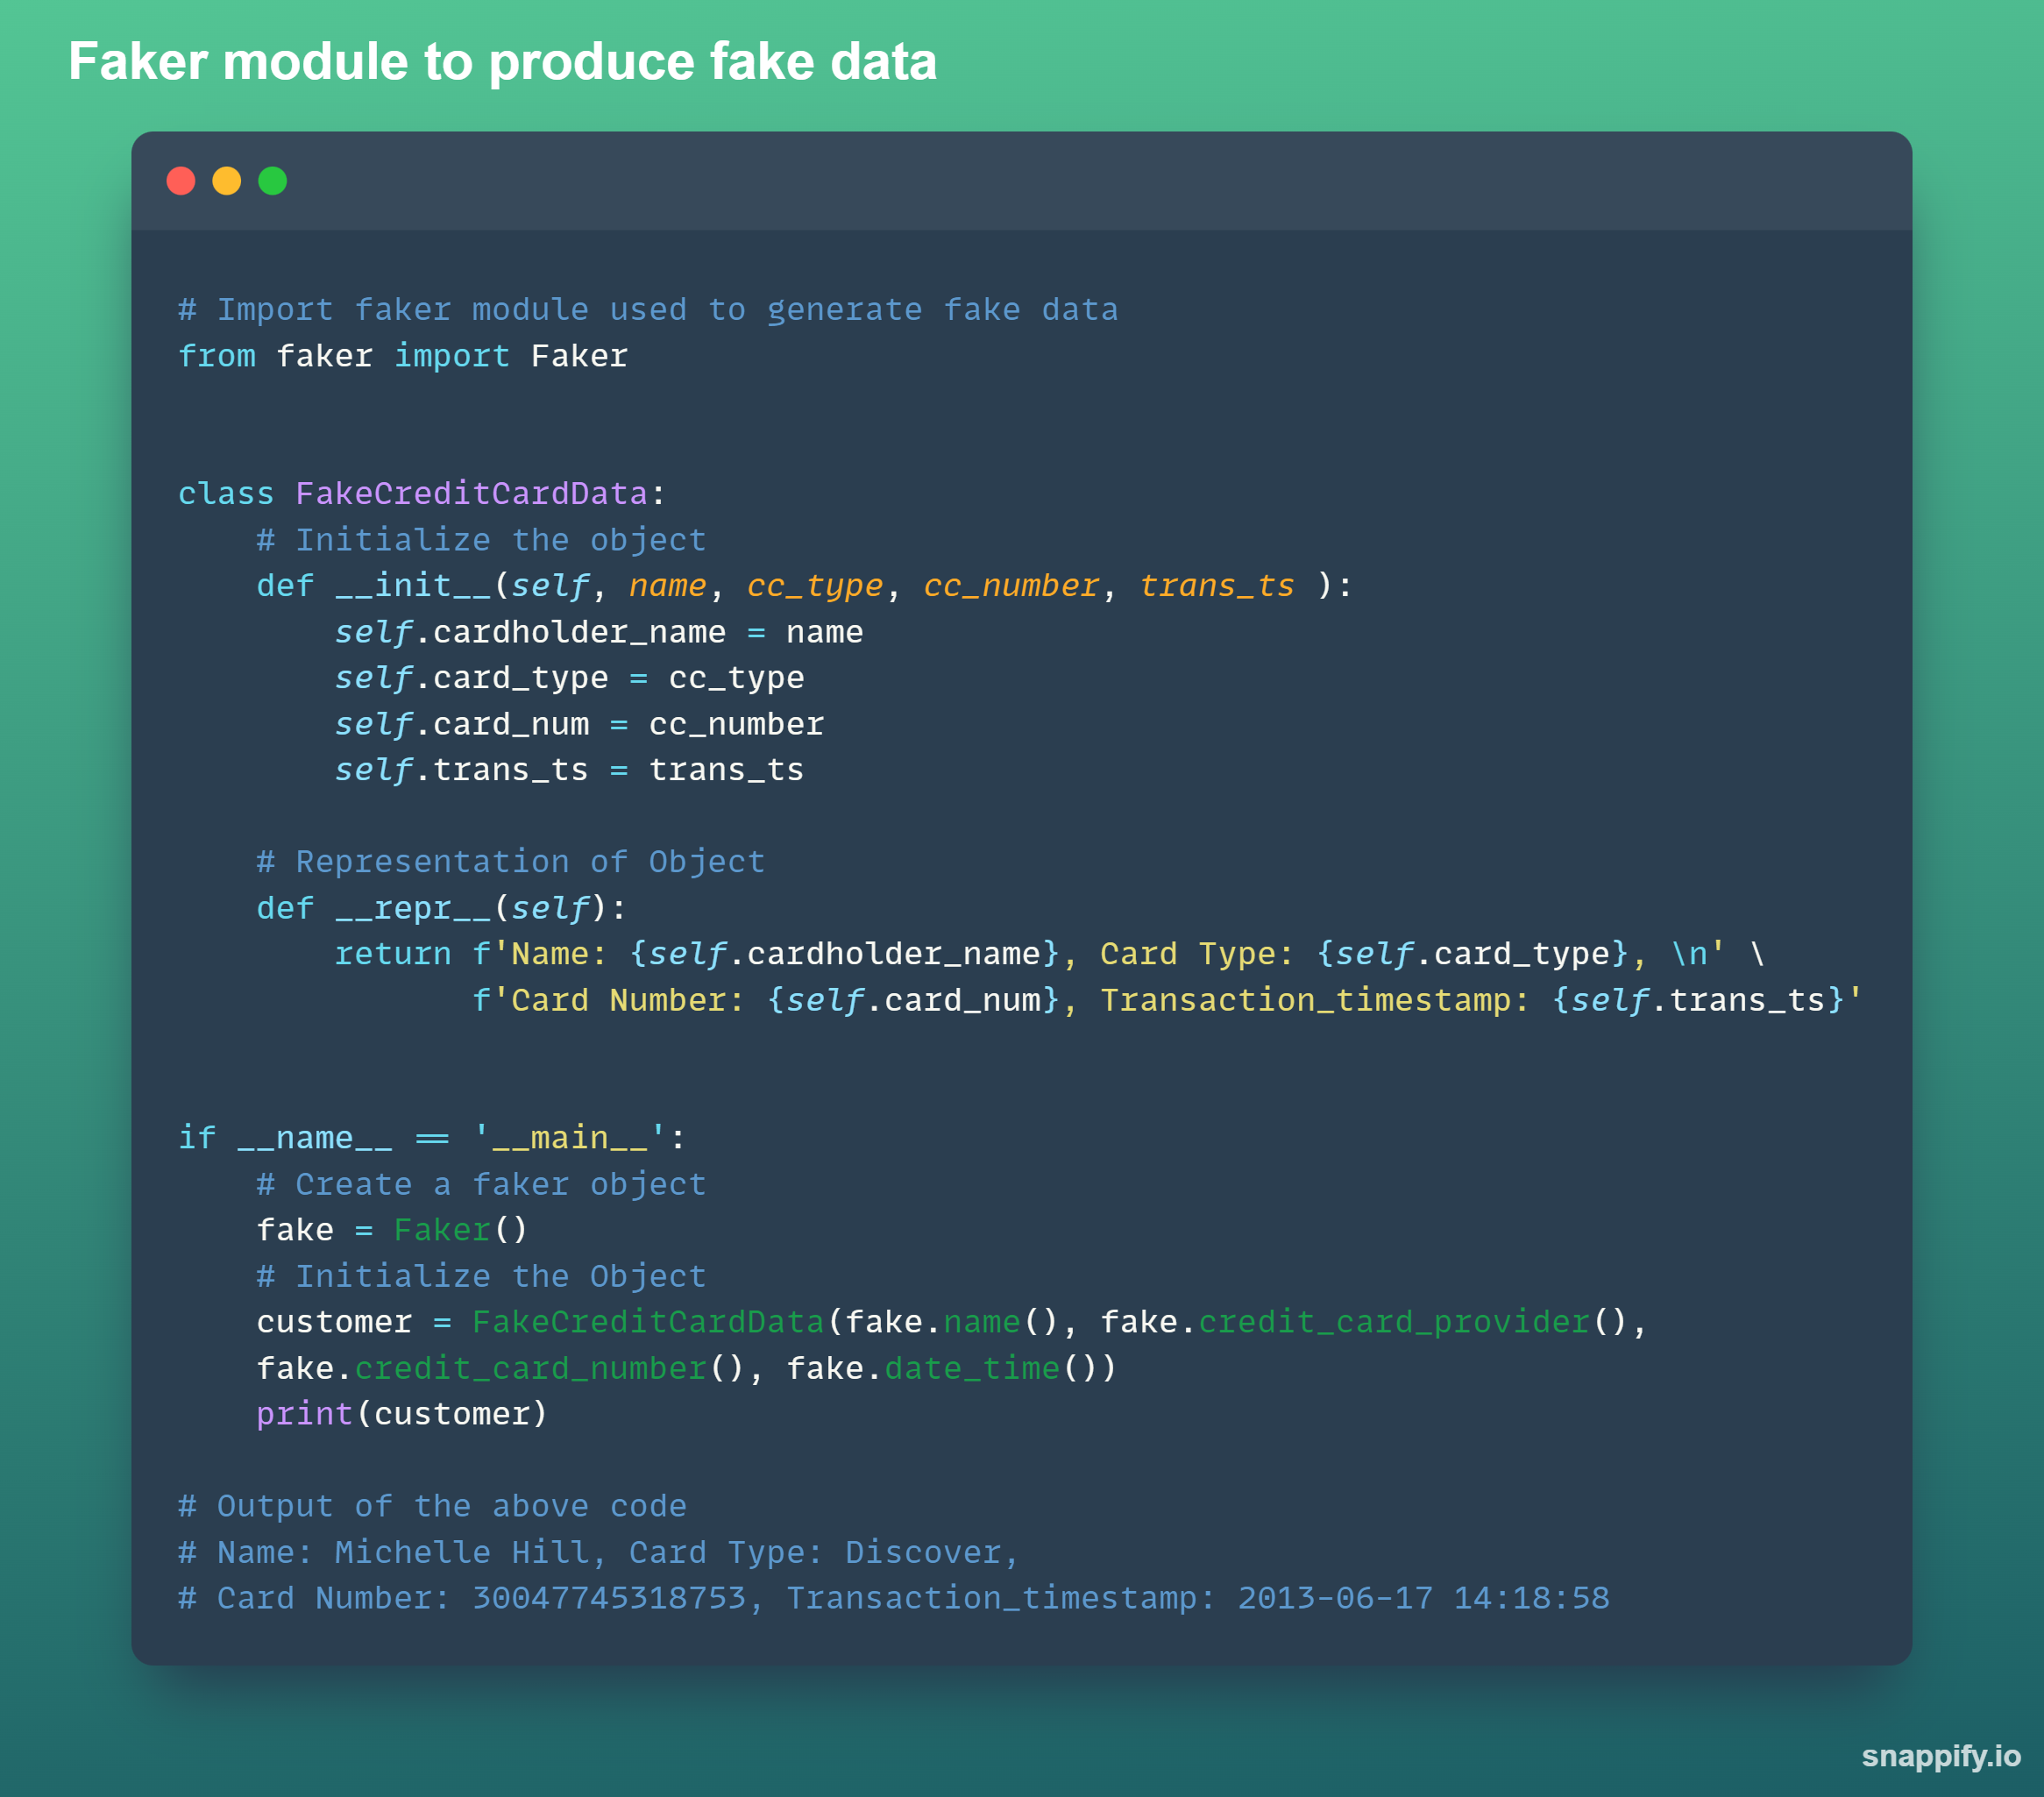 Faker module to produce fake data
# Import faker module used to generate fake data
from faker import Faker
class FakeCreditCardData:
    # Initialize the object
    def __init__(self, name, cc_type, cc_number, trans_ts ):
        self.cardholder_name = name
        self.card_type = cc_type
        self.card_num = cc_number
        self.trans_ts = trans_ts
    # Representation of Object
    def __repr__(self):
        return f'Name: {self.cardholder_name}, Card Type: {self.card_type}, \n' \
               f'Card Number: {self.card_num}, Transaction_timestamp: {self.trans_ts}'
if __name__ == '__main__':
    # Create a faker object
    fake = Faker()
    # Initialize the Object
    customer = FakeCreditCardData(fake.name(), fake.credit_card_provider(),
    fake.credit_card_number(), fake.date_time())
    print(customer)
# Output of the above code
# Name: Michelle Hill, Card Type: Discover,
# Card Number: 30047745318753, Transaction_timestamp: 2013-06-17 14:18:58
snappify.io